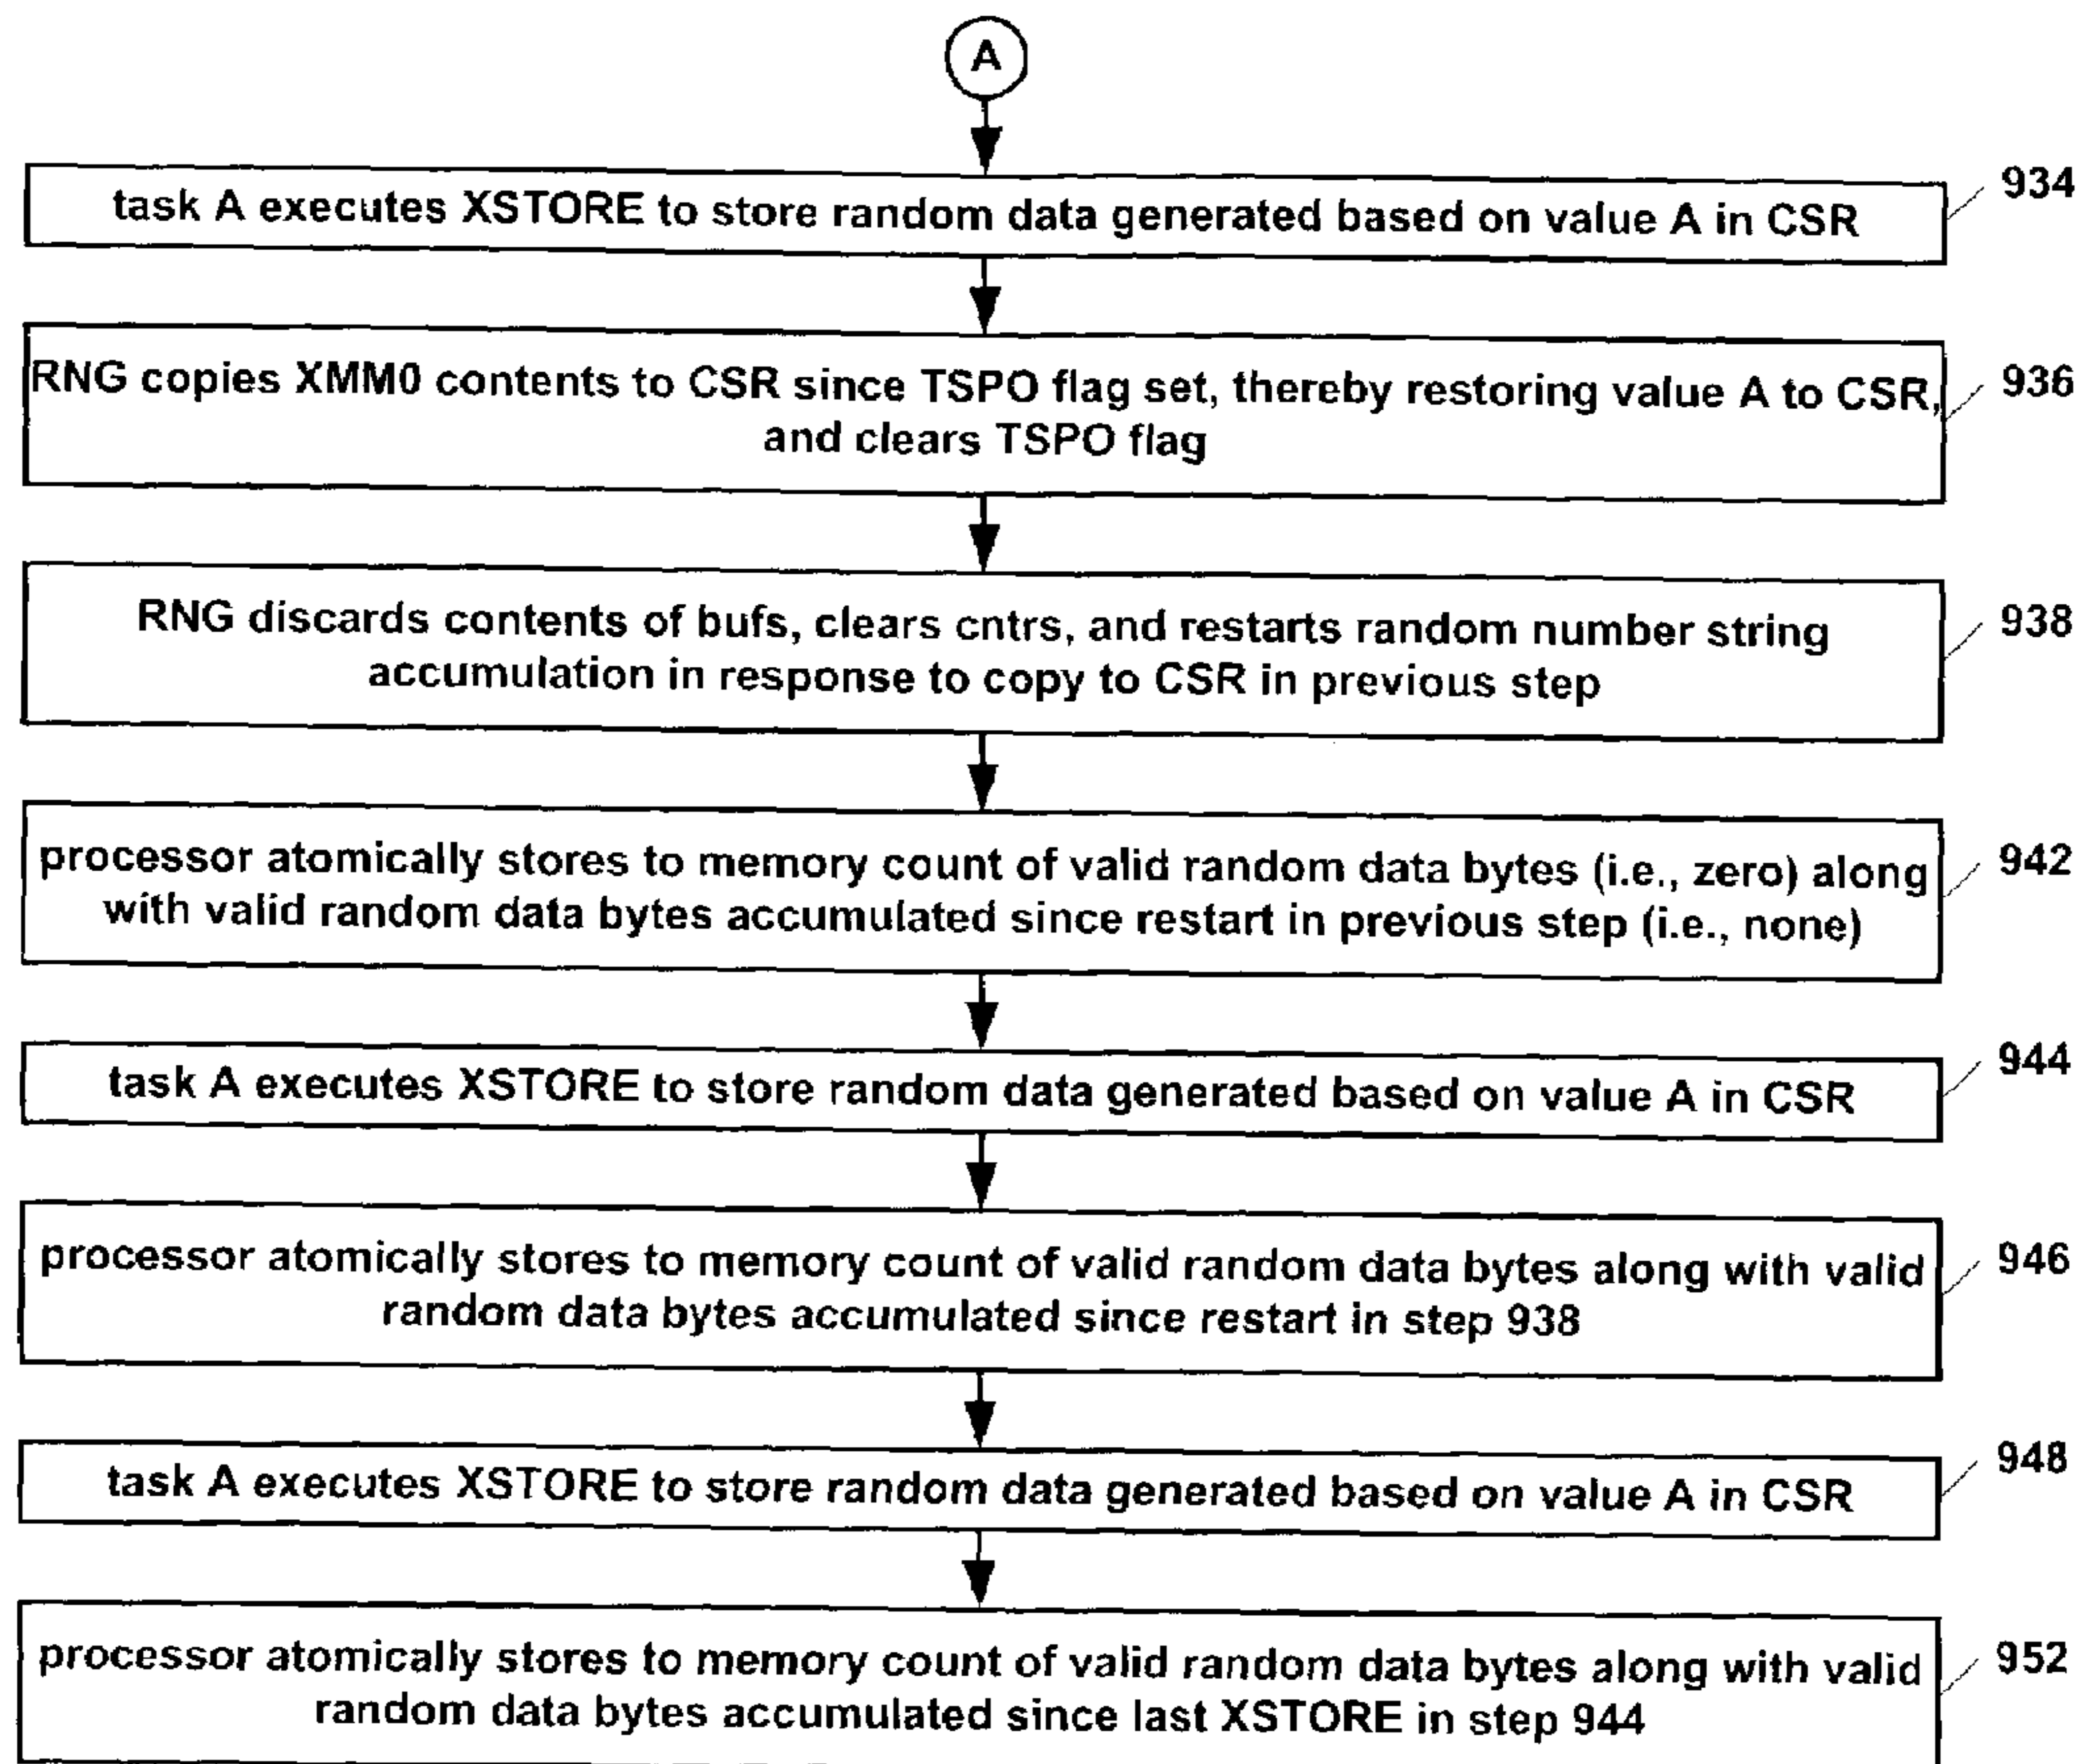 A
task A executes XSTORE to store random data generated based on value A in CSR
934
RNG copies XMM0 contents to CSR since TSPO flag set, thereby restoring value A to CSR,
and clears TSPO flag
936
RNG discards contents of bufs, clears cntrs, and restarts random number string
accumulation in response to copy to CSR in previous step
938
processor atomically stores to memory count of valid random data bytes (i.e., zero) along
with valid random data bytes accumulated since restart in previous step (i.e., none)
942
task A executes XSTORE to store random data generated based on value A in CSR
944
processor atomically stores to memory count of valid random data bytes along with valid
random data bytes accumulated since restart in step 938
946
task A executes XSTORE to store random data generated based on value A in CSR
948
processor atomically stores to memory count of valid random data bytes along with valid
random data bytes accumulated since last XSTORE in step 944
952